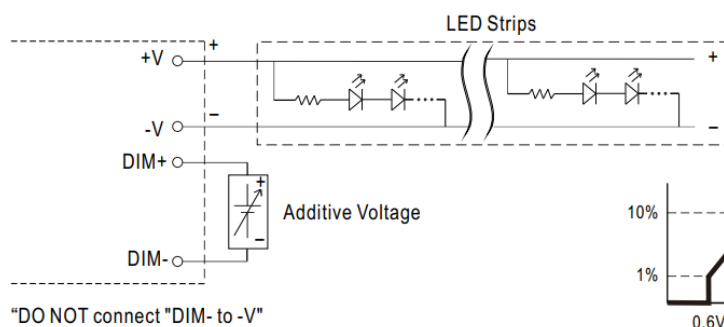 LED Strips
+V + +
-V − −
DIM+
+
Additive Voltage
−
DIM-
10%
1%
0.6V
"DO NOT connect "DIM- to -V"